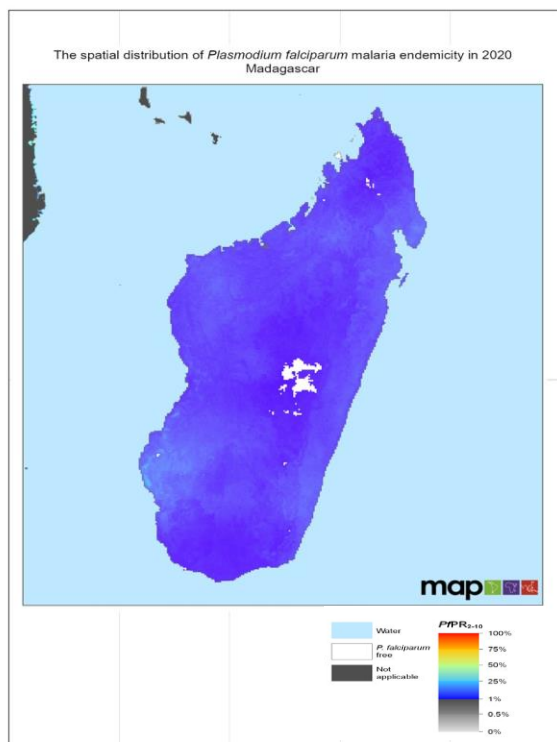 The spatial distribution of Plasmodium falciparum malaria endemicity in 2020
Madagascar
map
Water
P. falciparum
free
Not
applicable
PfPR2-10
100%
75%
50%
25%
1%
0.5%
0%